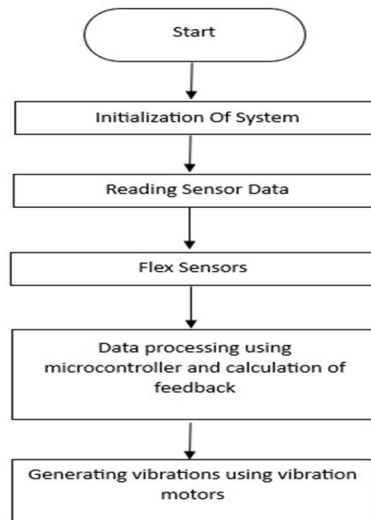 Start
Initialization Of System
Reading Sensor Data
Flex Sensors
Data processing using
microcontroller and calculation of
feedback
Generating vibrations using vibration
motors